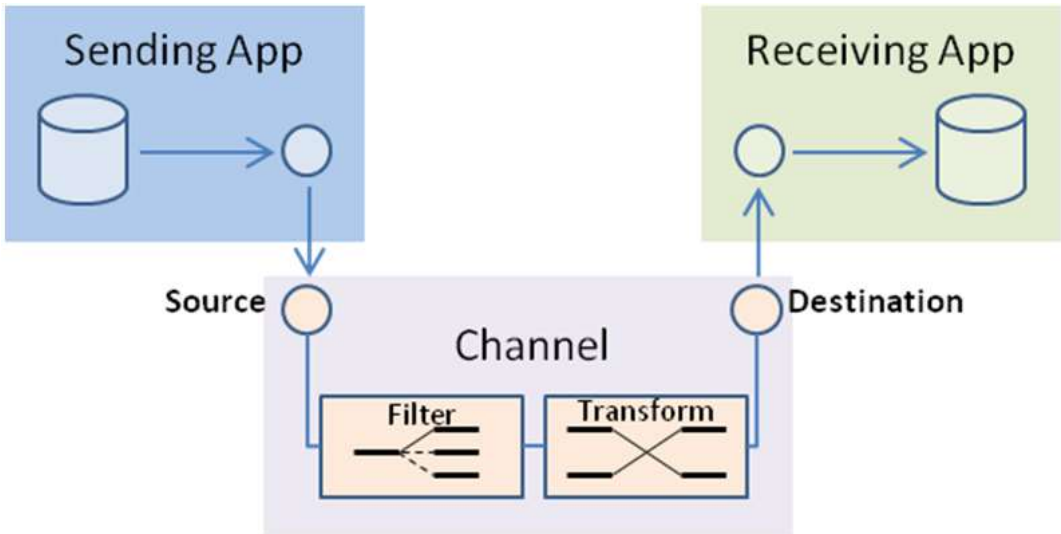 Sending App
Receiving App
Source
Destination
Channel
Filter
Transform